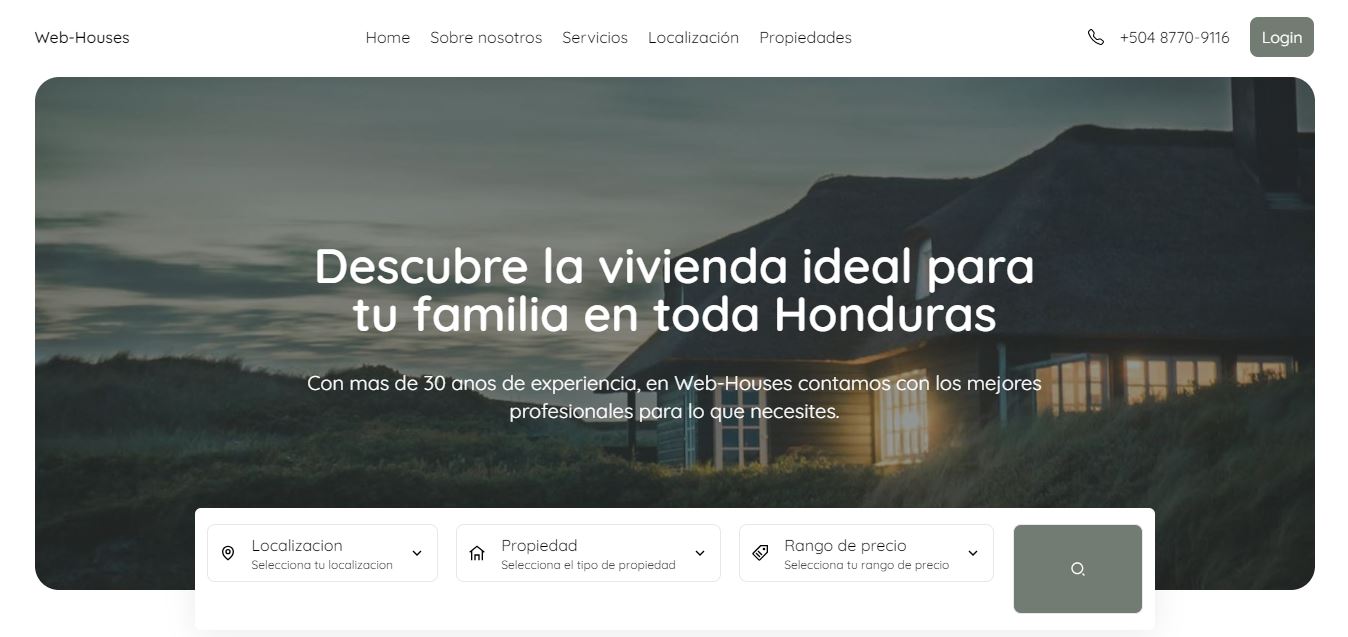 Web-Houses
Home Sobre nosotros Servicios Localización Propiedades
+504 8770-9116
Login
Descubre la vivienda ideal para
tu familia en toda Honduras
Con mas de 30 anos de experiencia, en Web-Houses contamos con los mejores
profesionales para lo que necesites.
Localizacion
Selecciona tu localizacion
Propiedad
Selecciona el tipo de propiedad
Rango de precio
Selecciona tu rango de precio